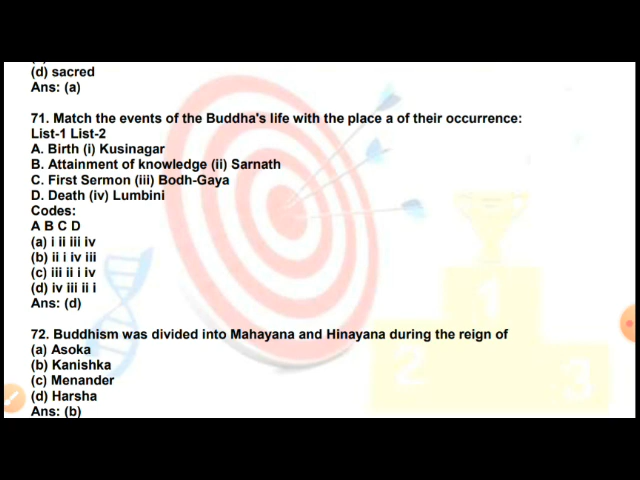 (d) sacred
Ans: (a)
71. Match the events of the Buddha's life with the place a of their occurrence:
List-1 List-2
A. Birth (i) Kusinagar
B. Attainment of knowledge (ii) Sarnath
C. First Sermon (iii) Bodh-Gaya
D. Death (iv) Lumbini
Codes:
A B C D
(a) i ii iii iv
(b) ii i iv iii
(c) iii ii i iv
(d) iv iii ii i
Ans: (d)
72. Buddhism was divided into Mahayana and Hinayana during the reign of
(a) Asoka
(b) Kanishka
(c) Menander
(d) Harsha
Ans: (b)
1
2
3